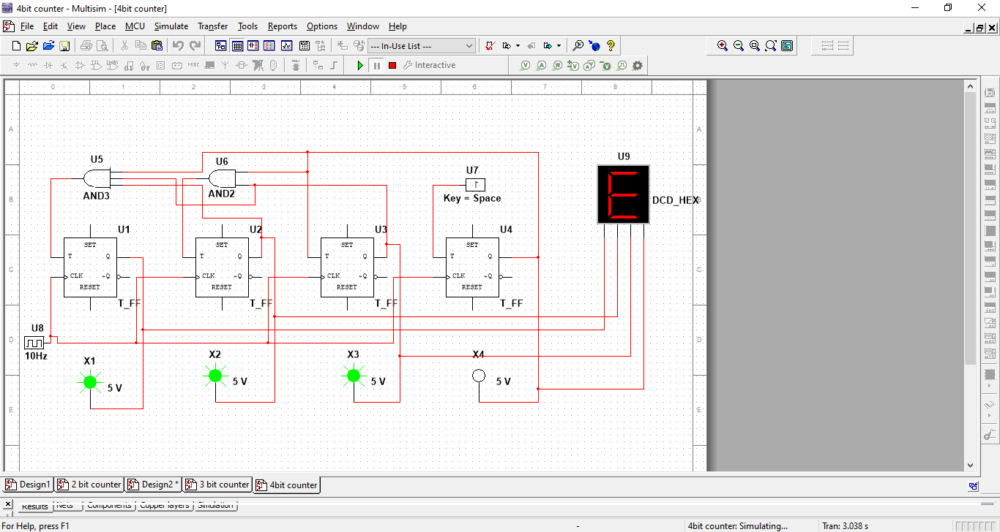 4bit counter - Multisim - [4bit counter]
File Edit View Place MCU Simulate Transfer Tools Reports Options Window Help
--- In-Use List ---
MISC
Interactive
0 1 2 3 4 5 6 7 8
A A
U5 U6 U7 U9
1
AND3 AND2 Key = Space
B
E
DCD_HEX
U1 U2 U3 U4
SET SET SET SET
T Q T Q T Q T Q
C C
CLK ~Q CLK ~Q CLK ~Q CLK ~Q
RESET RESET RESET RESET
T_FF T_FF T_FF T_FF
U8
D D
10Hz
X1 X2 X3 X4
5 V 5 V 5 V 5 V
E E
Design1 2 bit counter Design2 * 3 bit counter 4bit counter
Results Nets Components Copper layers Simulation
For Help, press F1 - 4bit counter: Simulating... Tran: 3.038 s